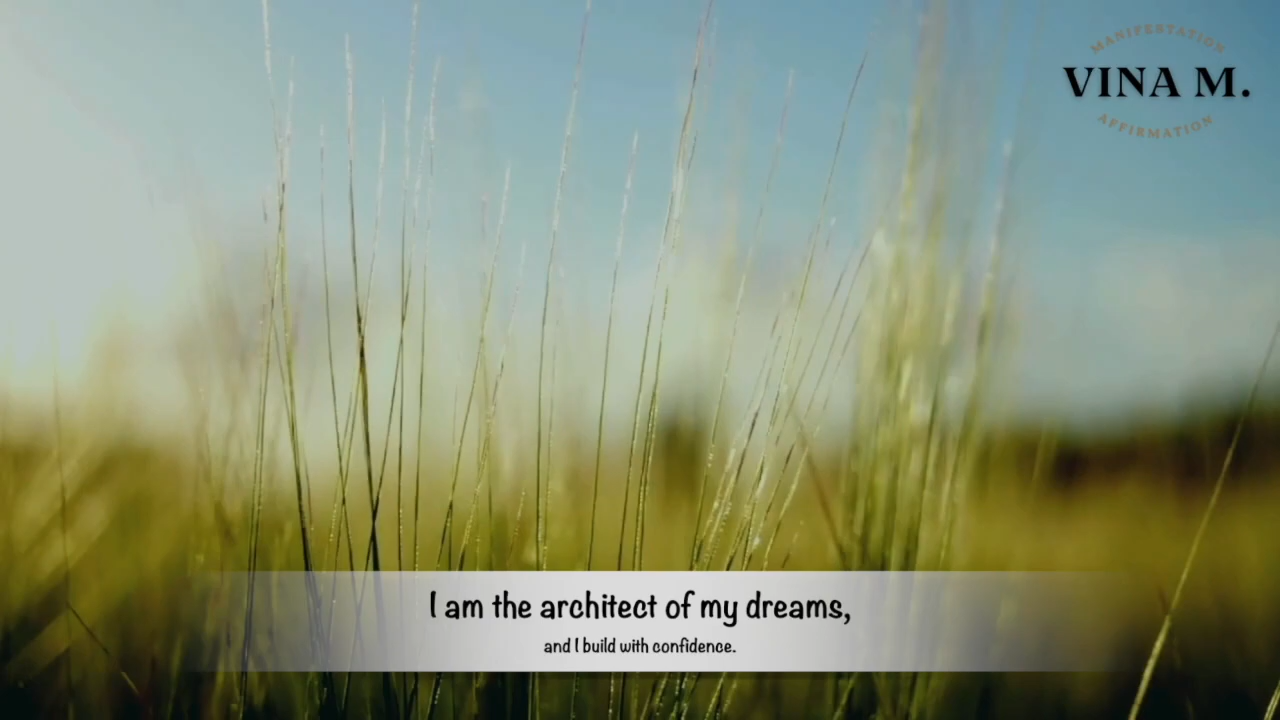 MANIFESTATION
VINA M.
AFFIRMATION
I am the architect of my dreams,
and I build with confidence.